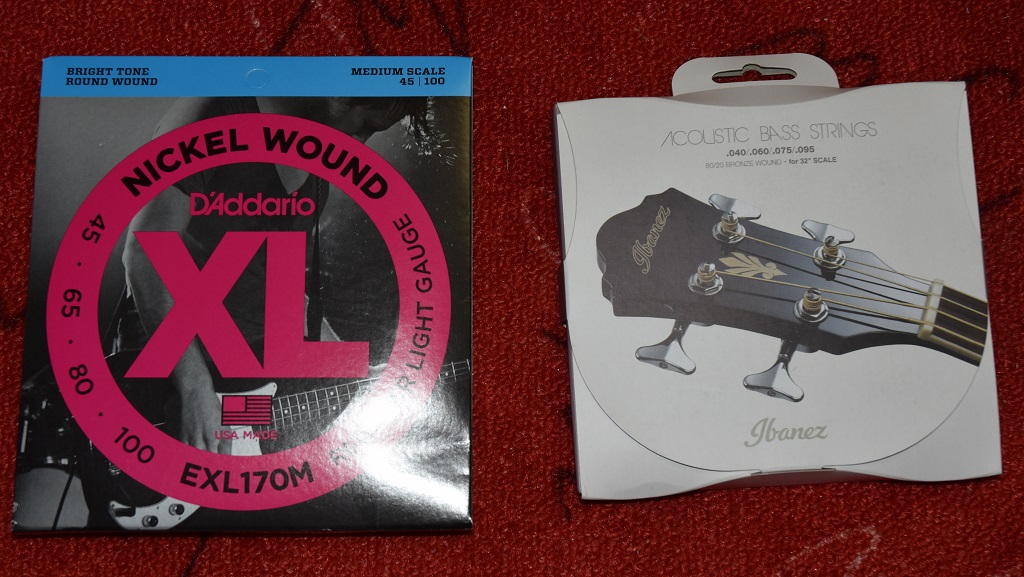 BRIGHT TONE
ROUND WOUND
MEDIUM SCALE
45 | 100
NICKEL WOUND
D'Addario
XL
45 · 65 · 80 · 100
LIGHT GAUGE
USA MADE
EXL170M
ACOUSTIC BASS STRINGS
.040/.060/.075/.095
80/20 BRONZE WOUND • for 32" SCALE
Ibanez
Ibanez